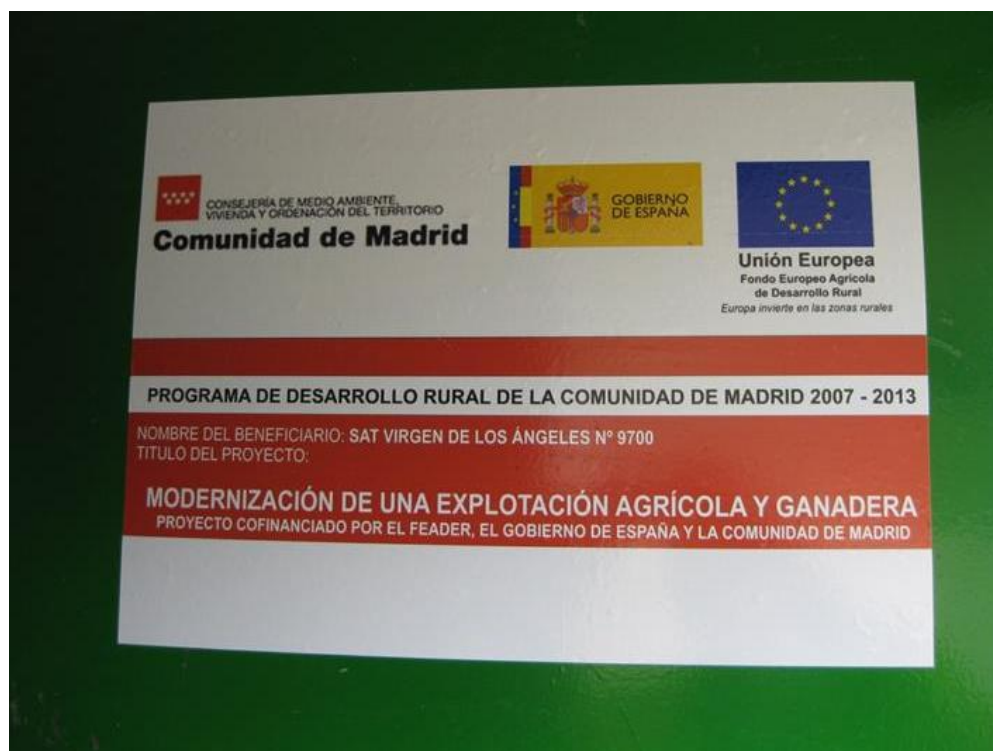 CONSEJERÍA DE MEDIO AMBIENTE,
VIVIENDA Y ORDENACIÓN DEL TERRITORIO
Comunidad de Madrid
GOBIERNO
DE ESPAÑA
Unión Europea
Fondo Europeo Agrícola
de Desarrollo Rural
Europa invierte en las zonas rurales
PROGRAMA DE DESARROLLO RURAL DE LA COMUNIDAD DE MADRID 2007 - 2013
NOMBRE DEL BENEFICIARIO: SAT VIRGEN DE LOS ÁNGELES Nº 9700
TITULO DEL PROYECTO:
MODERNIZACIÓN DE UNA EXPLOTACIÓN AGRÍCOLA Y GANADERA
PROYECTO COFINANCIADO POR EL FEADER, EL GOBIERNO DE ESPAÑA Y LA COMUNIDAD DE MADRID